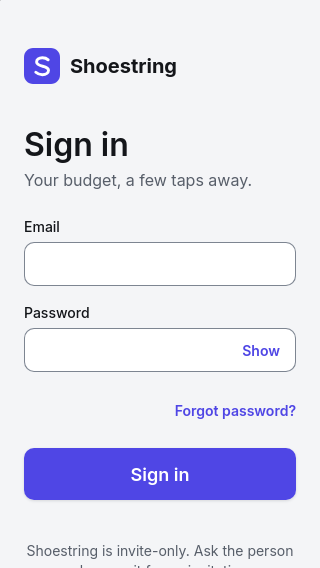 S Shoestring
Sign in
Your budget, a few taps away.
Email
Password
Show
Forgot password?
Sign in
Shoestring is invite-only. Ask the person